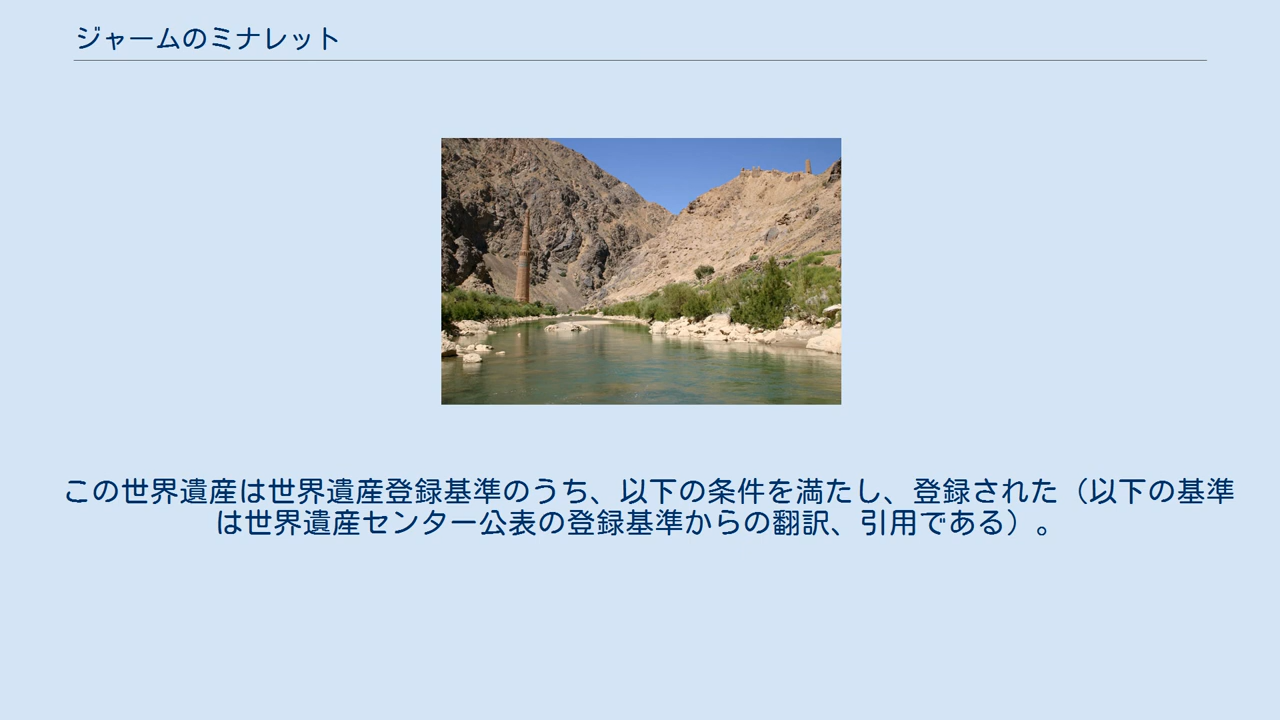 ジャームのミナレット
この世界遺産は世界遺産登録基準のうち、以下の条件を満たし、登録された（以下の基準
は世界遺産センター公表の登録基準からの翻訳、引用である）。